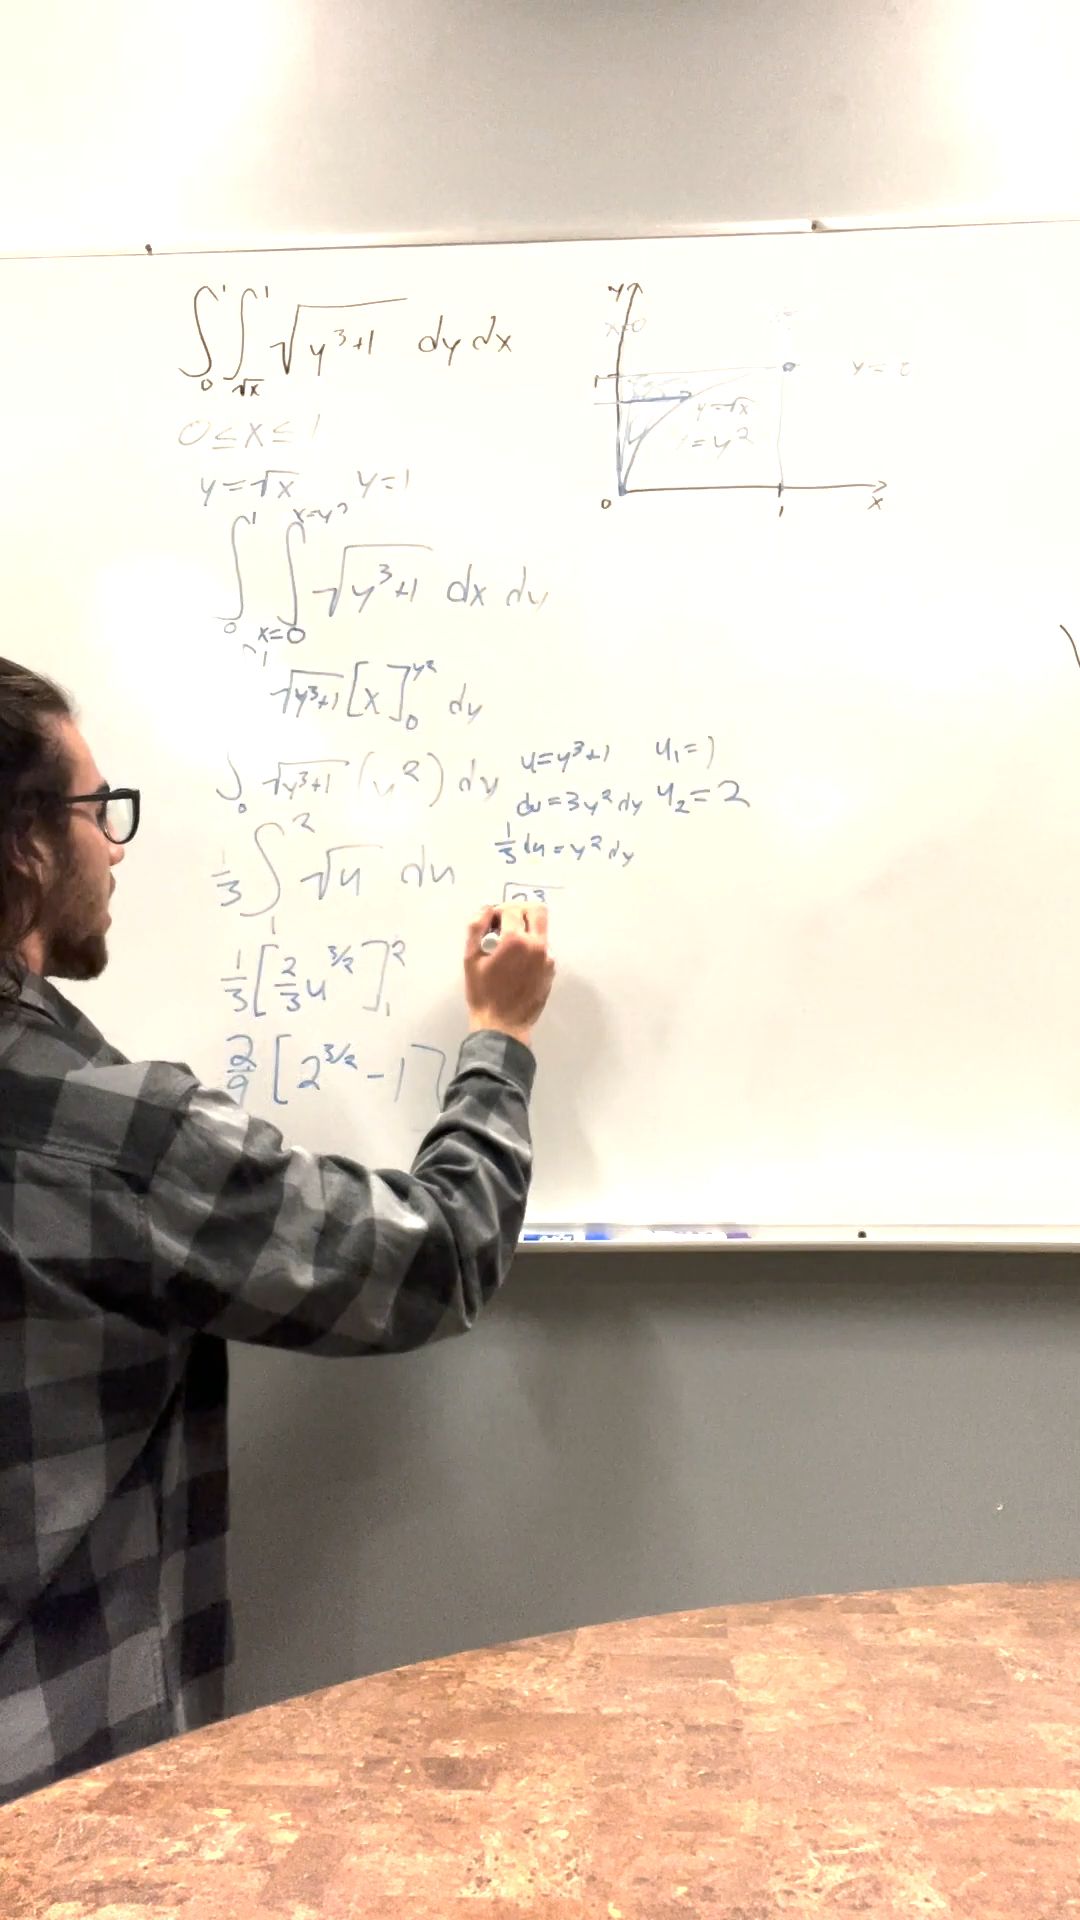 ∫₀¹ ∫_√x¹ √(y³+1) dy dx
0 ≤ x ≤ 1
y = √x y = 1
∫₀¹ ∫_{x=0}^{x=y²} √(y³+1) dx dy
√(y³+1) [x]₀^{y²} dy
∫₀ √(y³+1) (y²) dy
1/3 ∫₁² √u du
1/3 [2/3 u^{3/2}]₁²
2/9 [2^{3/2} - 1]
u = y³+1 u₁ = 1
du = 3y² dy u₂ = 2
1/3 du = y² dy
√2³
y
x=0
1
y = √x
= y²
y =
0
1
x